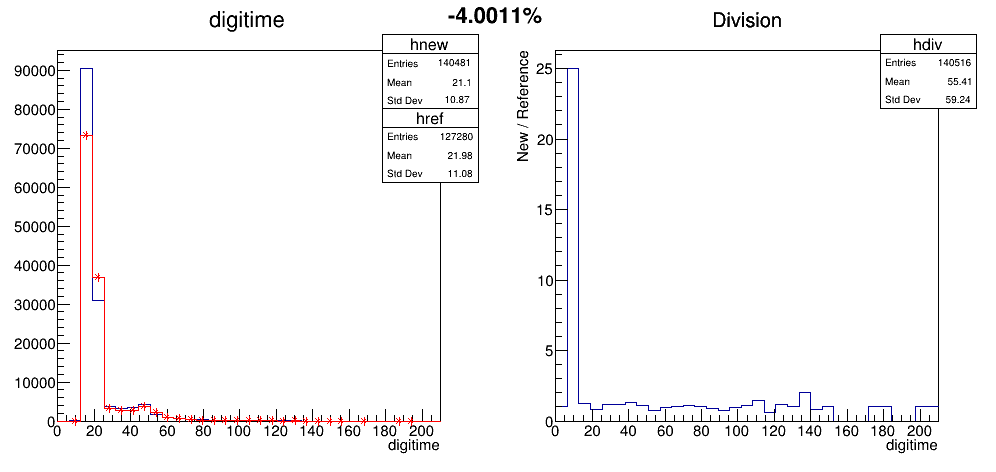 -4.0011%
digitime
hnew
Entries 140481
Mean 21.1
Std Dev 10.87
href
Entries 127280
Mean 21.98
Std Dev 11.08
90000
80000
70000
60000
50000
40000
30000
20000
10000
0
0 20 40 60 80 100 120 140 160 180 200
digitime
Division
hdiv
Entries 140516
Mean 55.41
Std Dev 59.24
New / Reference
25
20
15
10
5
0
0 20 40 60 80 100 120 140 160 180 200
digitime